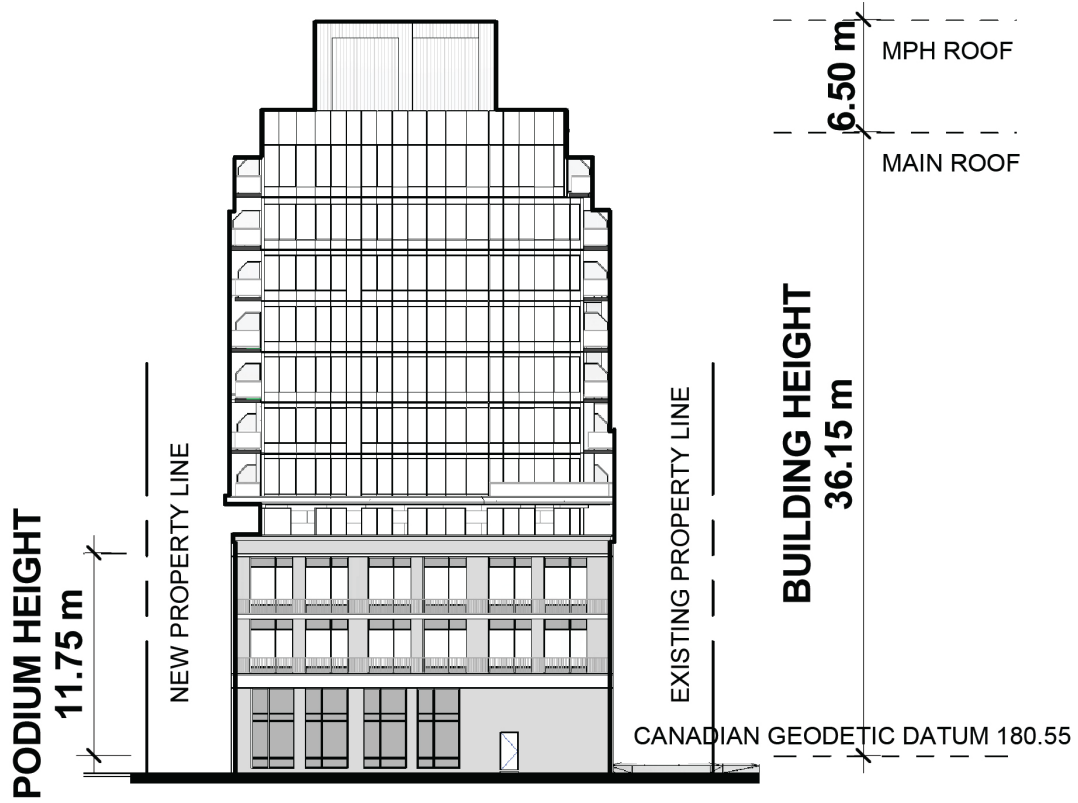 6.50 m
MPH ROOF
MAIN ROOF
BUILDING HEIGHT
36.15 m
NEW PROPERTY LINE
EXISTING PROPERTY LINE
PODIUM HEIGHT
11.75 m
CANADIAN GEODETIC DATUM 180.55